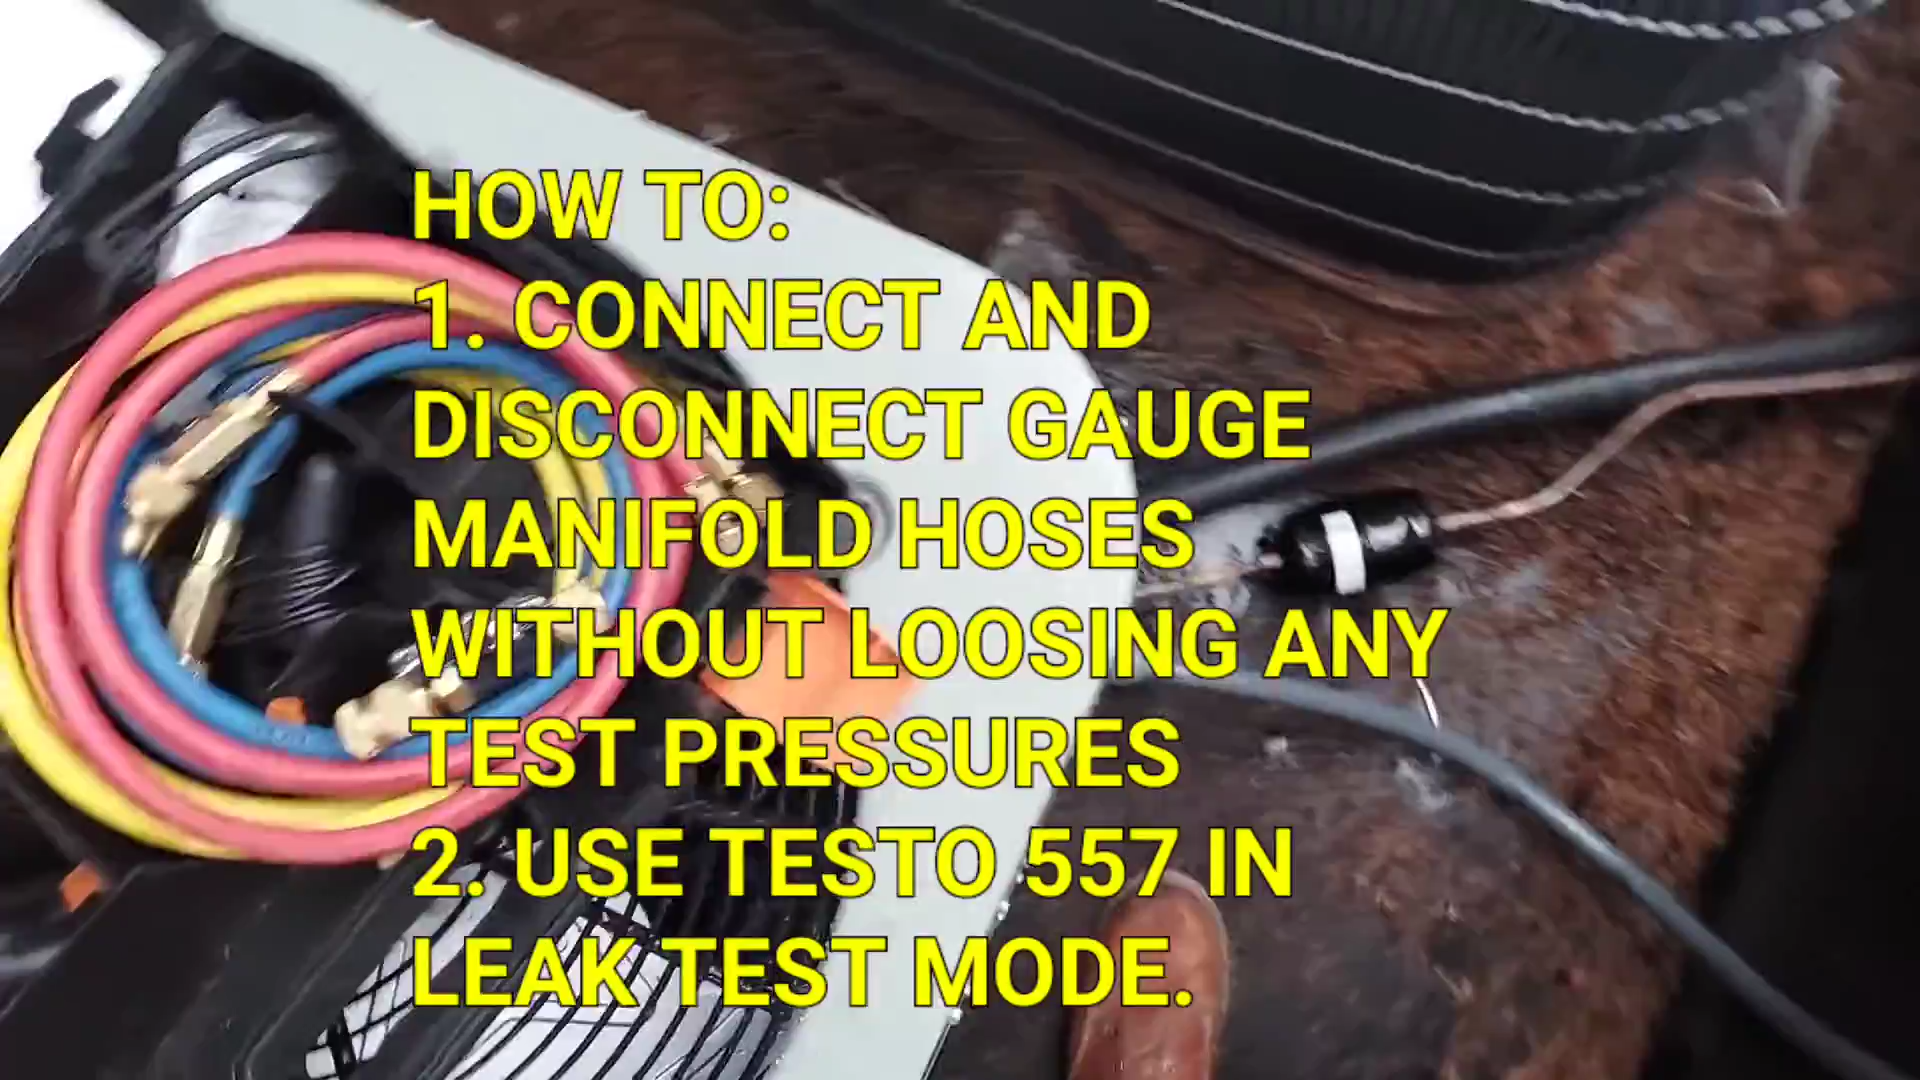 HOW TO:
1. CONNECT AND
DISCONNECT GAUGE
MANIFOLD HOSES
WITHOUT LOOSING ANY
TEST PRESSURES
2. USE TESTO 557 IN
LEAK TEST MODE.